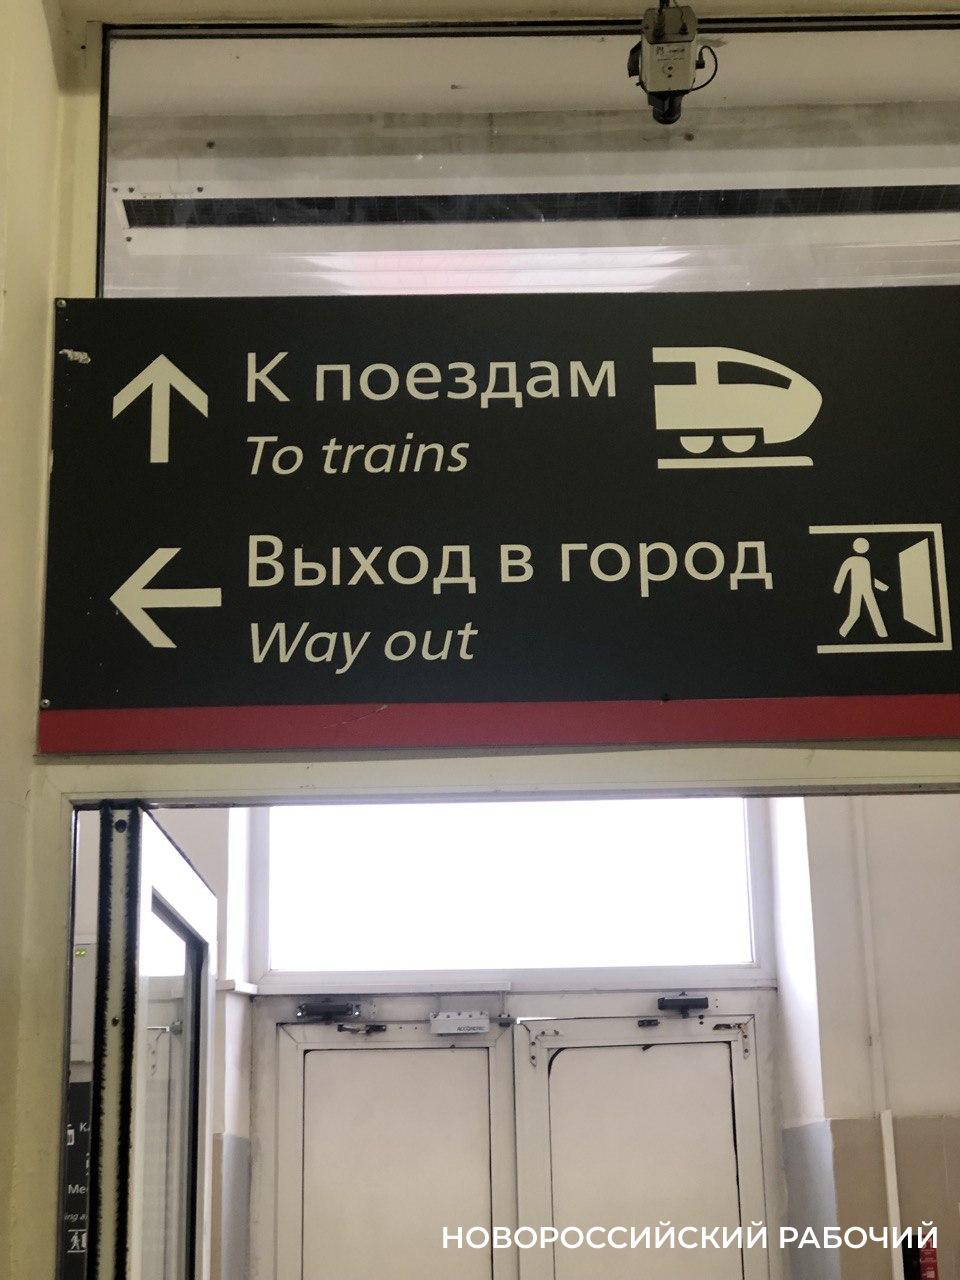 К поездам
To trains
Выход в город
Way out
НОВОРОССИЙСКИЙ РАБОЧИЙ